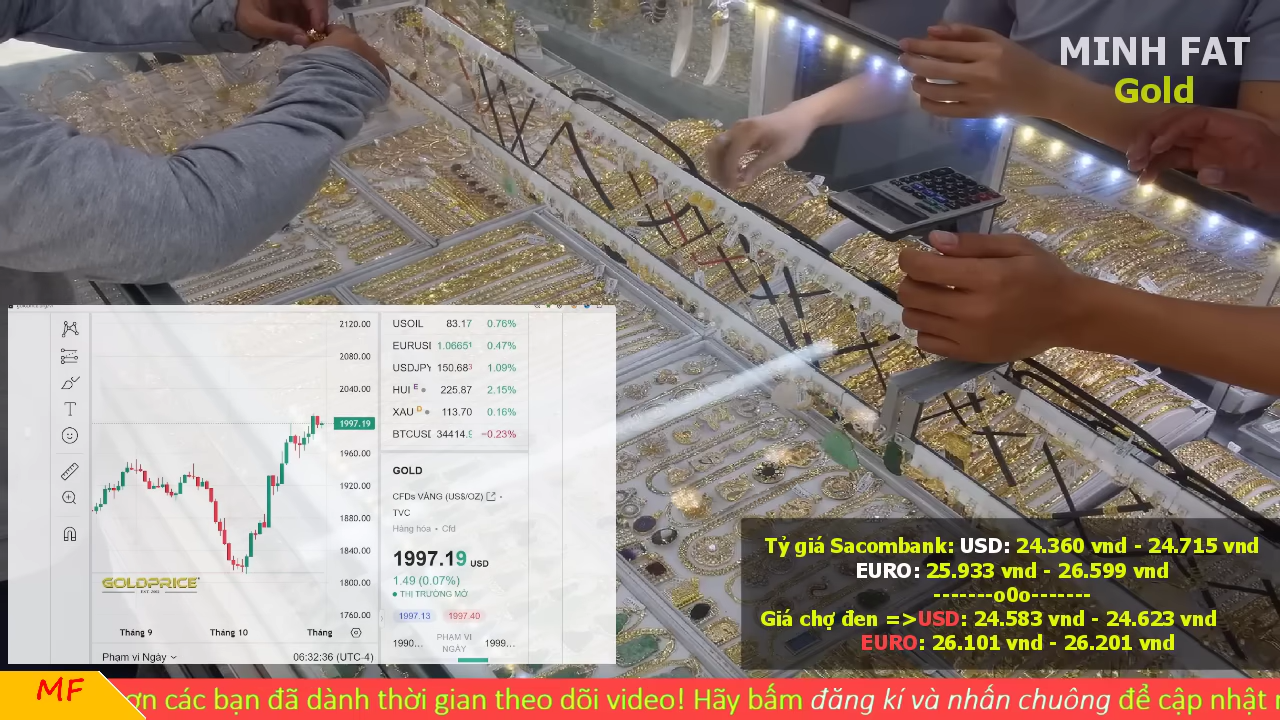 MINH FAT
Gold
2120.00
2080.00
2040.00
1997.19
1960.00
1920.00
1880.00
1840.00
1800.00
1760.00
GOLDPRICE
EST. 2002
Tháng 9
Tháng 10
Tháng
Phạm vi Ngày
06:32:36 (UTC-4)
USOIL 83.17 0.76%
EURUSI 1.06651 0.47%
USDJPY 150.683 1.09%
HUI E 225.87 2.15%
XAU D 113.70 0.16%
BTCUSI 34414.9 −0.23%
GOLD
CFDs VÀNG (US$/OZ)
TVC
Hàng hóa • Cfd
1997.19 USD
1.49 (0.07%)
THỊ TRƯỜNG MỞ
1997.13 1997.40
1990... PHẠM VI NGÀY 1999...
Tỷ giá Sacombank: USD: 24.360 vnd - 24.715 vnd
EURO: 25.933 vnd - 26.599 vnd
-------o0o-------
Giá chợ đen =>USD: 24.583 vnd - 24.623 vnd
EURO: 26.101 vnd - 26.201 vnd
MF
ơn các bạn đã dành thời gian theo dõi video! Hãy bấm đăng kí và nhấn chuông để cập nhật